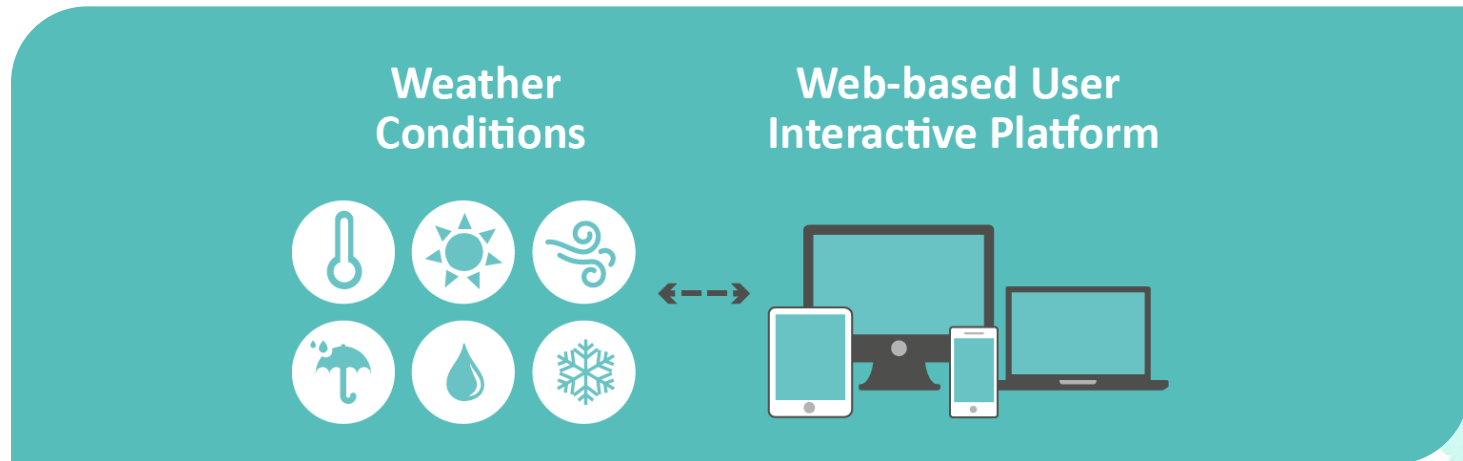 Weather
Conditions
Web-based User
Interactive Platform